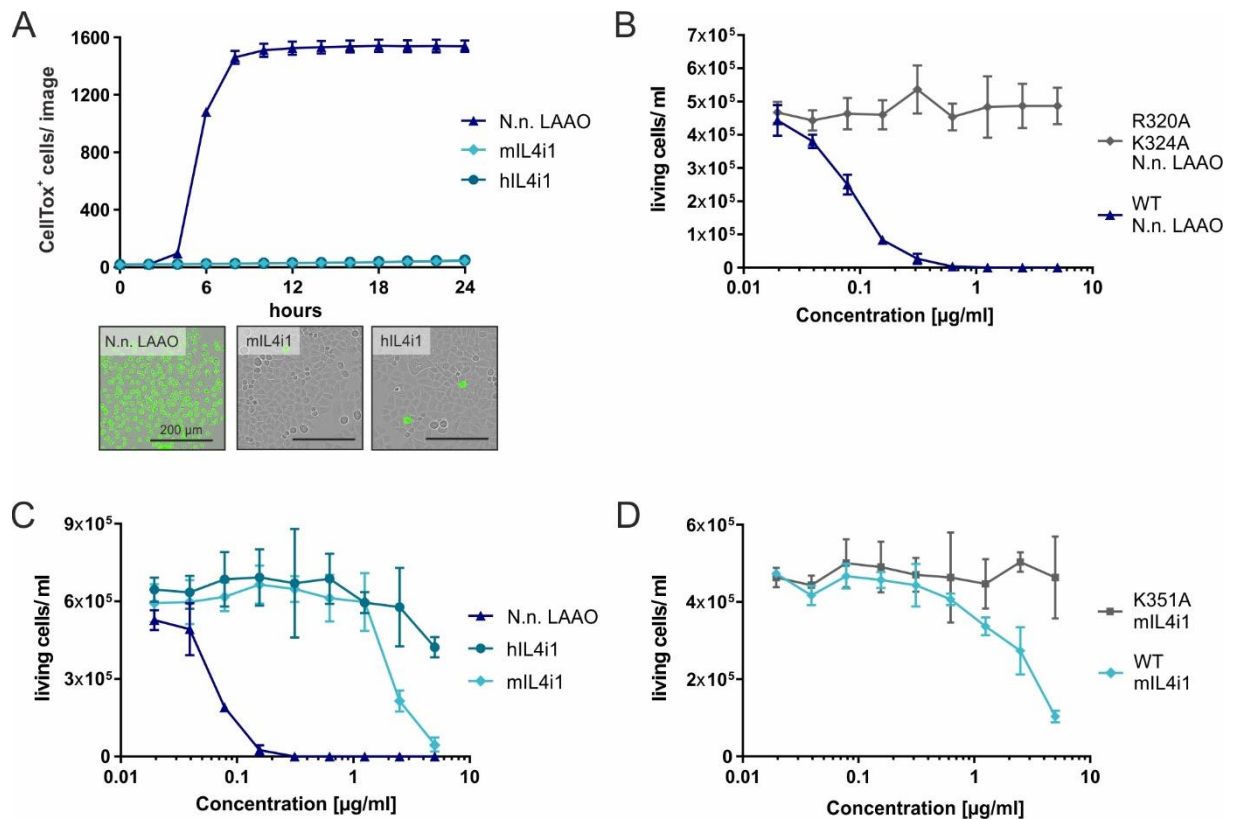 A
1600
1200
800
400
0
CellTox⁺ cells/ image
0 6 12 18 24
hours
N.n. LAAO
mIL4i1
hIL4i1
N.n. LAAO
200 µm
mIL4i1
hIL4i1
B
7x10⁵
6x10⁵
5x10⁵
4x10⁵
3x10⁵
2x10⁵
1x10⁵
0
living cells/ ml
0.01 0.1 1 10
Concentration [µg/ml]
R320A
K324A
N.n. LAAO
WT
N.n. LAAO
C
9x10⁵
6x10⁵
3x10⁵
0
living cells/ ml
0.01 0.1 1 10
Concentration [µg/ml]
N.n. LAAO
hIL4i1
mIL4i1
D
6x10⁵
4x10⁵
2x10⁵
0
living cells/ ml
0.01 0.1 1 10
Concentration [µg/ml]
K351A
mIL4i1
WT
mIL4i1